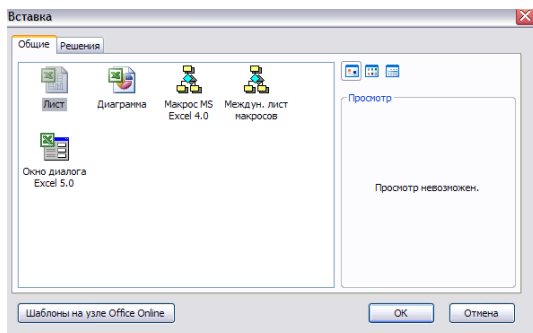 Вставка
Общие
Решения
Лист
Диаграмма
Макрос MS
Excel 4.0
Междун. лист
макросов
Окно диалога
Excel 5.0
Просмотр
Просмотр невозможен.
Шаблоны на узле Office Online
ОК
Отмена